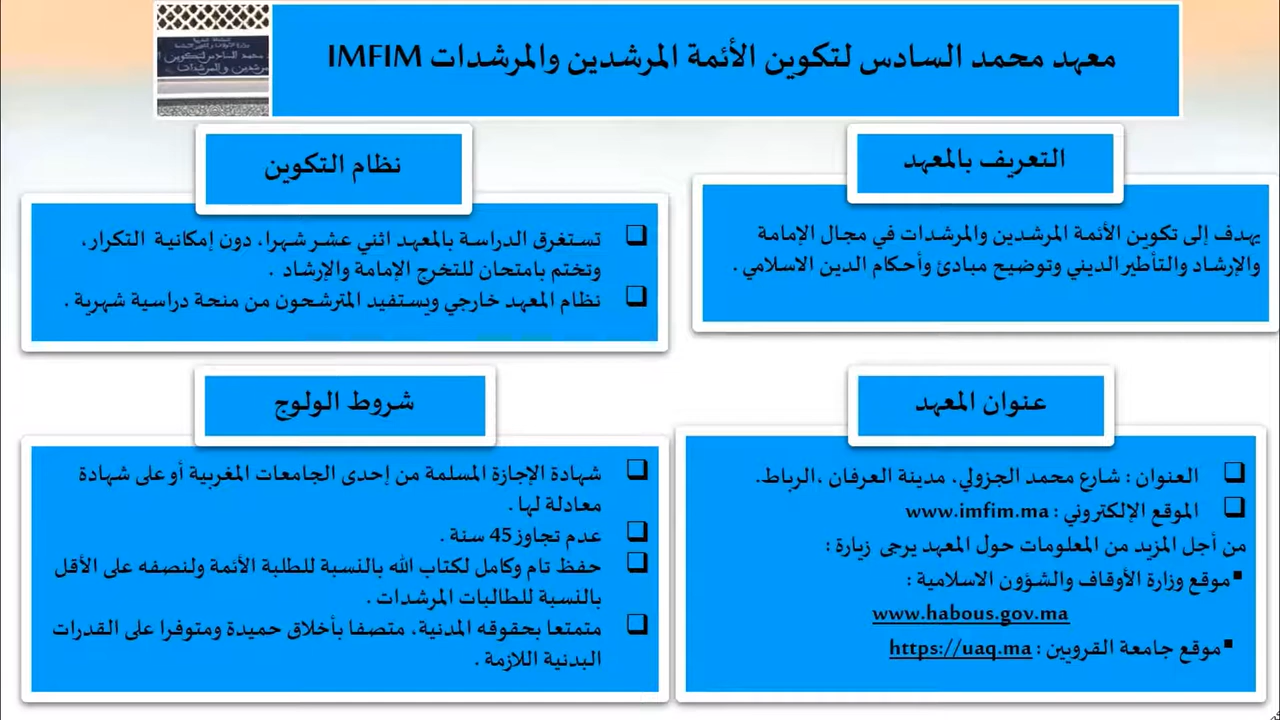 معهد محمد السادس لتكوين الأئمة المرشدين والمرشدات IMFIM
التعريف بالمعهد
يهدف إلى تكوين الأئمة المرشدين والمرشدات في مجال الإمامة
والإرشاد والتأطير الديني وتوضيح مبادئ وأحكام الدين الاسلامي .
نظام التكوين
تستغرق الدراسة بالمعهد اثني عشر شهرا، دون إمكانية التكرار،
وتختم بامتحان للتخرج الإمامة والإرشاد .
نظام المعهد خارجي ويستفيد المترشحون من منحة دراسية شهرية .
عنوان المعهد
العنوان : شارع محمد الجزولي، مدينة العرفان ،الرباط.
الموقع الإلكتروني : www.imfim.ma
من أجل المزيد من المعلومات حول المعهد يرجى زيارة :
موقع وزارة الأوقاف والشؤون الاسلامية :
www.habous.gov.ma
موقع جامعة القرويين : https://uaq.ma
شروط الولوج
شهادة الإجازة المسلمة من إحدى الجامعات المغربية أو على شهادة
معادلة لها .
عدم تجاوز 45 سنة .
حفظ تام وكامل لكتاب الله بالنسبة للطلبة الأئمة ولنصفه على الأقل
بالنسبة للطالبات المرشدات .
متمتعا بحقوقه المدنية، متصفا بأخلاق حميدة ومتوفرا على القدرات
البدنية اللازمة .